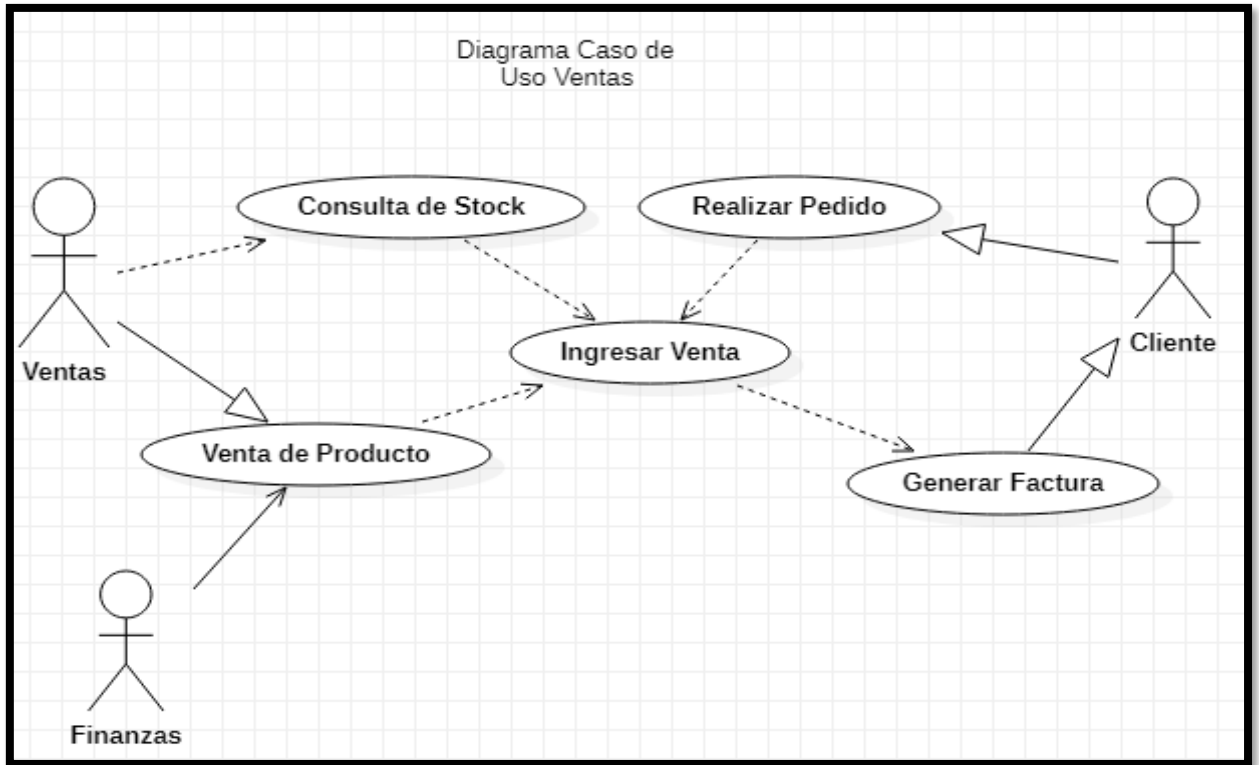 Diagrama Caso de
Uso Ventas
Consulta de Stock
Realizar Pedido
Ingresar Venta
Cliente
Ventas
Venta de Producto
Generar Factura
Finanzas